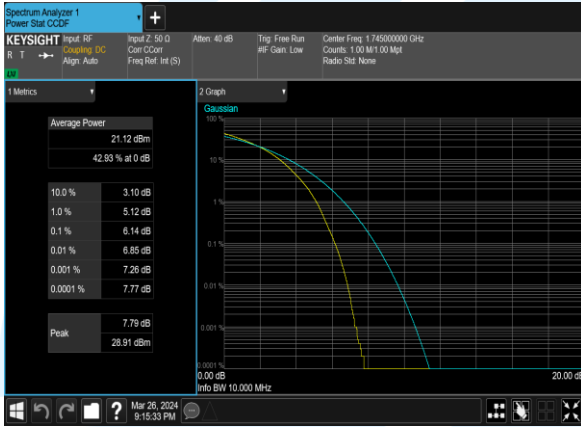 Spectrum Analyzer 1
Power Stat CCDF
KEYSIGHT
R T
Input: RF
Coupling: DC
Align: Auto
Input Z: 50 Ω
Corr CCorr
Freq Ref: Int (S)
Atten: 40 dB
Trig: Free Run
#IF Gain: Low
Center Freq: 1.745000000 GHz
Counts: 1.00 M/1.00 Mpt
Radio Std: None
1 Metrics
Average Power
21.12 dBm
42.93 % at 0 dB
10.0 % 3.10 dB
1.0 % 5.12 dB
0.1 % 6.14 dB
0.01 % 6.85 dB
0.001 % 7.26 dB
0.0001 % 7.77 dB
Peak
7.79 dB
28.91 dBm
2 Graph
Gaussian
100 %
10 %
1 %
0.1 %
0.01 %
0.001 %
0.0001 %
0.00 dB
20.00 dB
Info BW 10.000 MHz
?
Mar 26, 2024
9:15:33 PM